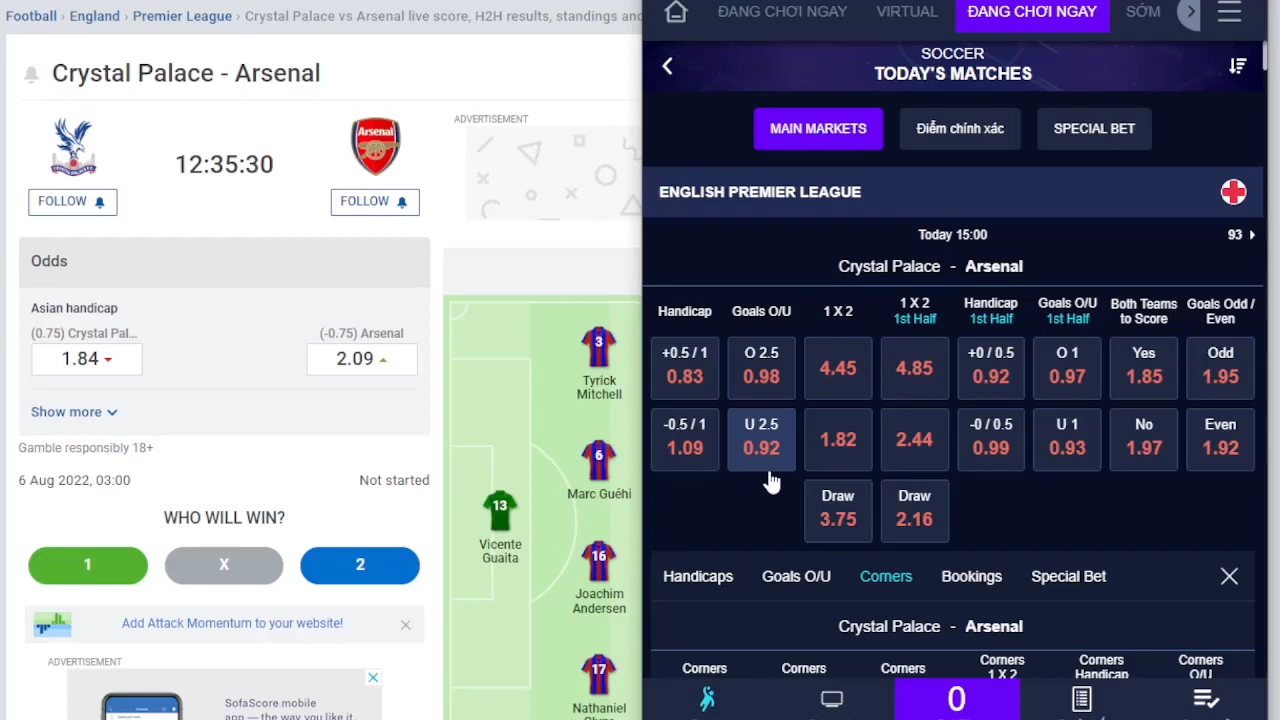 Football › England › Premier League › Crystal Palace vs Arsenal live score, H2H results, standings and
Crystal Palace - Arsenal
ADVERTISEMENT
Arsenal
12:35:30
FOLLOW
FOLLOW
Odds
Asian handicap
(0.75) Crystal Pal...
(-0.75) Arsenal
1.84
2.09
Show more
Gamble responsibly 18+
6 Aug 2022, 03:00
Not started
WHO WILL WIN?
1
X
2
Add Attack Momentum to your website!
ADVERTISEMENT
SofaScore mobile
app — the way you like it.
3
Tyrick
Mitchell
6
Marc Guéhi
13
Vicente
Guaita
16
Joachim
Andersen
17
Nathaniel
ĐANG CHƠI NGAY
VIRTUAL
ĐANG CHƠI NGAY
SỚM
SOCCER
TODAY'S MATCHES
MAIN MARKETS
Điểm chính xác
SPECIAL BET
ENGLISH PREMIER LEAGUE
Today 15:00
93
Crystal Palace - Arsenal
Handicap
Goals O/U
1 X 2
1 X 2
1st Half
Handicap
1st Half
Goals O/U
1st Half
Both Teams
to Score
Goals Odd /
Even
+0.5 / 1
0.83
O 2.5
0.98
4.45
4.85
+0 / 0.5
0.92
O 1
0.97
Yes
1.85
Odd
1.95
-0.5 / 1
1.09
U 2.5
0.92
1.82
2.44
-0 / 0.5
0.99
U 1
0.93
No
1.97
Even
1.92
Draw
3.75
Draw
2.16
Handicaps
Goals O/U
Corners
Bookings
Special Bet
Crystal Palace - Arsenal
Corners
Corners
Corners
Corners
1 X 2
Corners
Handicap
Corners
O/U
0